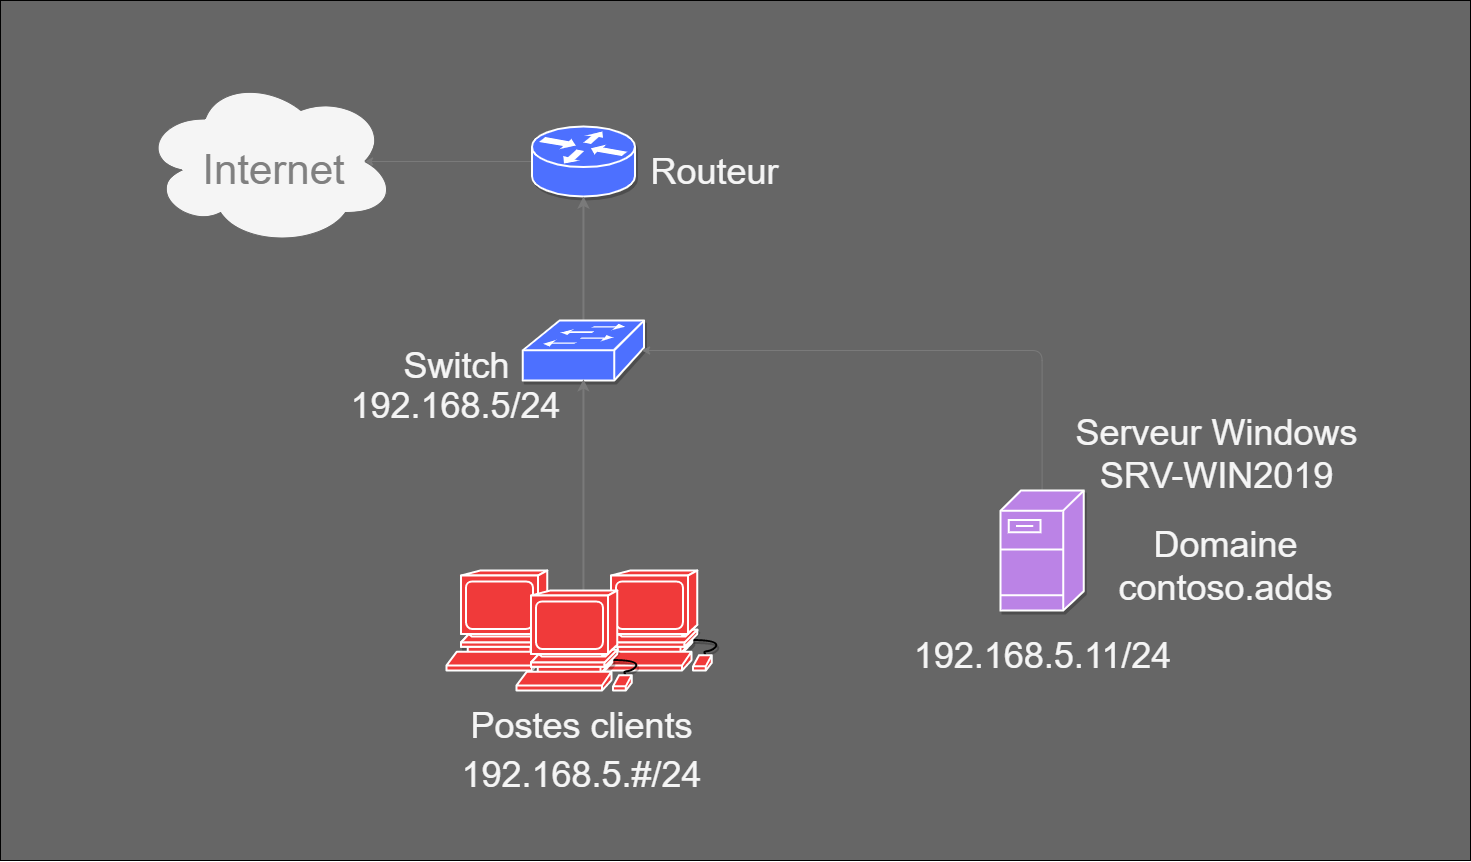 Internet
Routeur
Switch
192.168.5/24
Serveur Windows
SRV-WIN2019
Domaine
contoso.adds
192.168.5.11/24
Postes clients
192.168.5.#/24